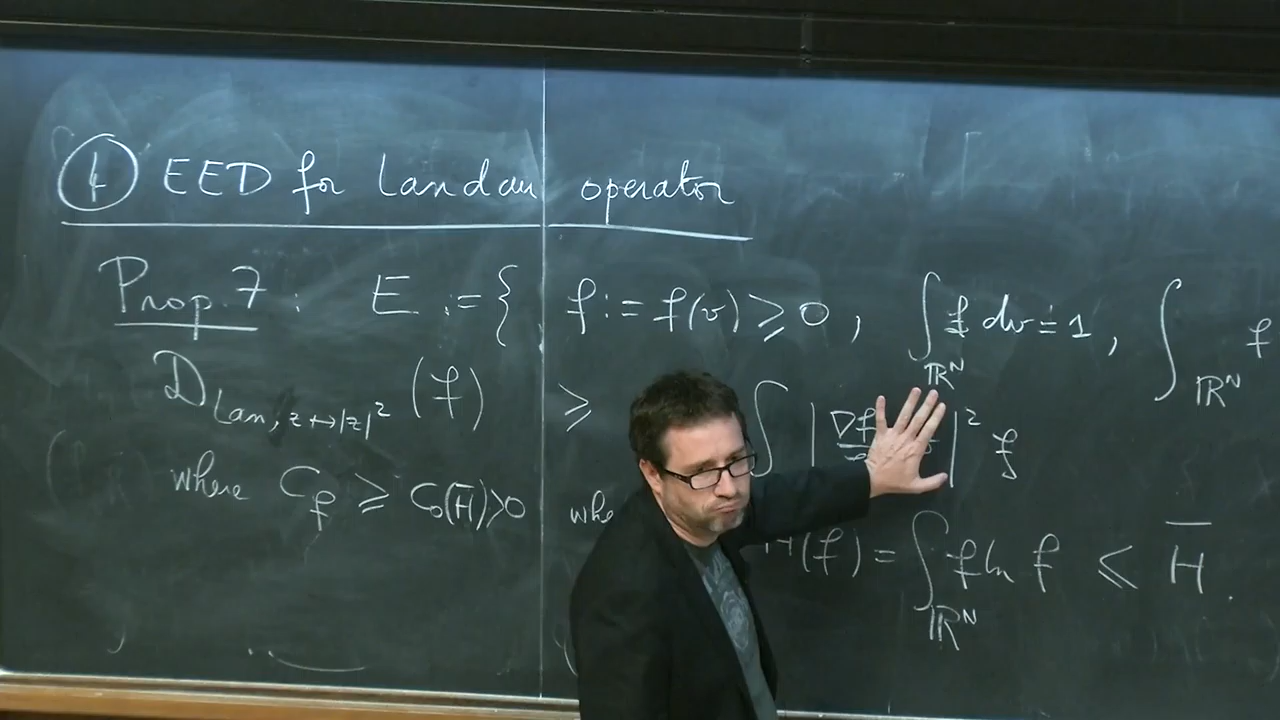 ④ EED for Landau operator
Prop. 7 : E := { f := f(v) ⩾ 0 , ∫_{ℝ^N} f dv = 1 , ∫_{ℝ^N} f
D_{Lan, z↦|z|²} (f) ⩾ ∫ | ∇f |² f
where C_f ⩾ C₀(H̄)>0 whe
H(f) = ∫_{ℝ^N} f ln f ⩽ H̄ .